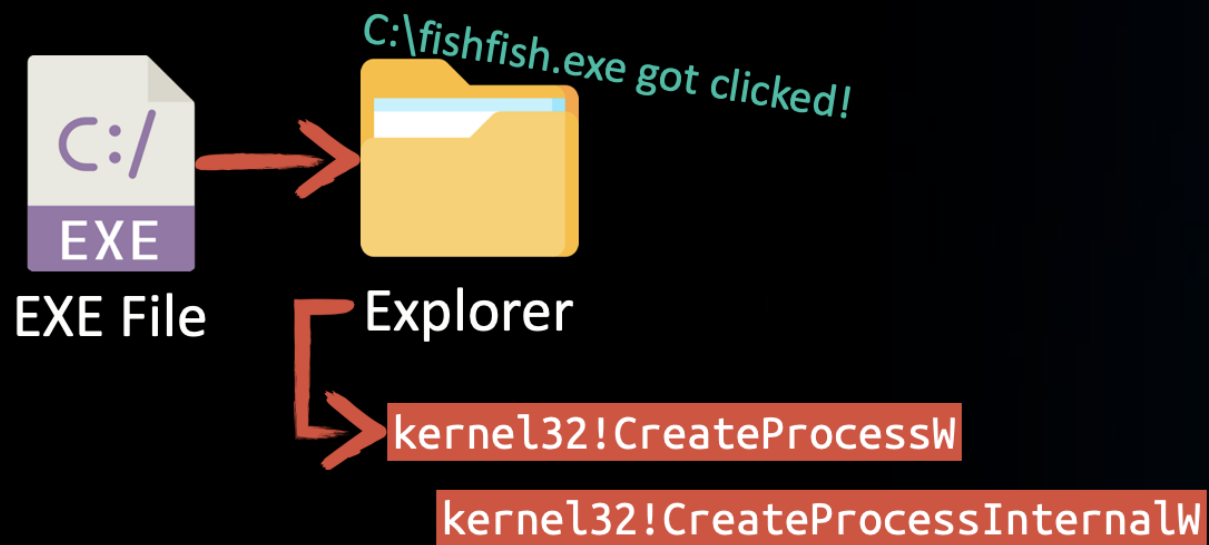 C:\fishfish.exe got clicked!
C:/
EXE
EXE File
Explorer
kernel32!CreateProcessW
kernel32!CreateProcessInternalW